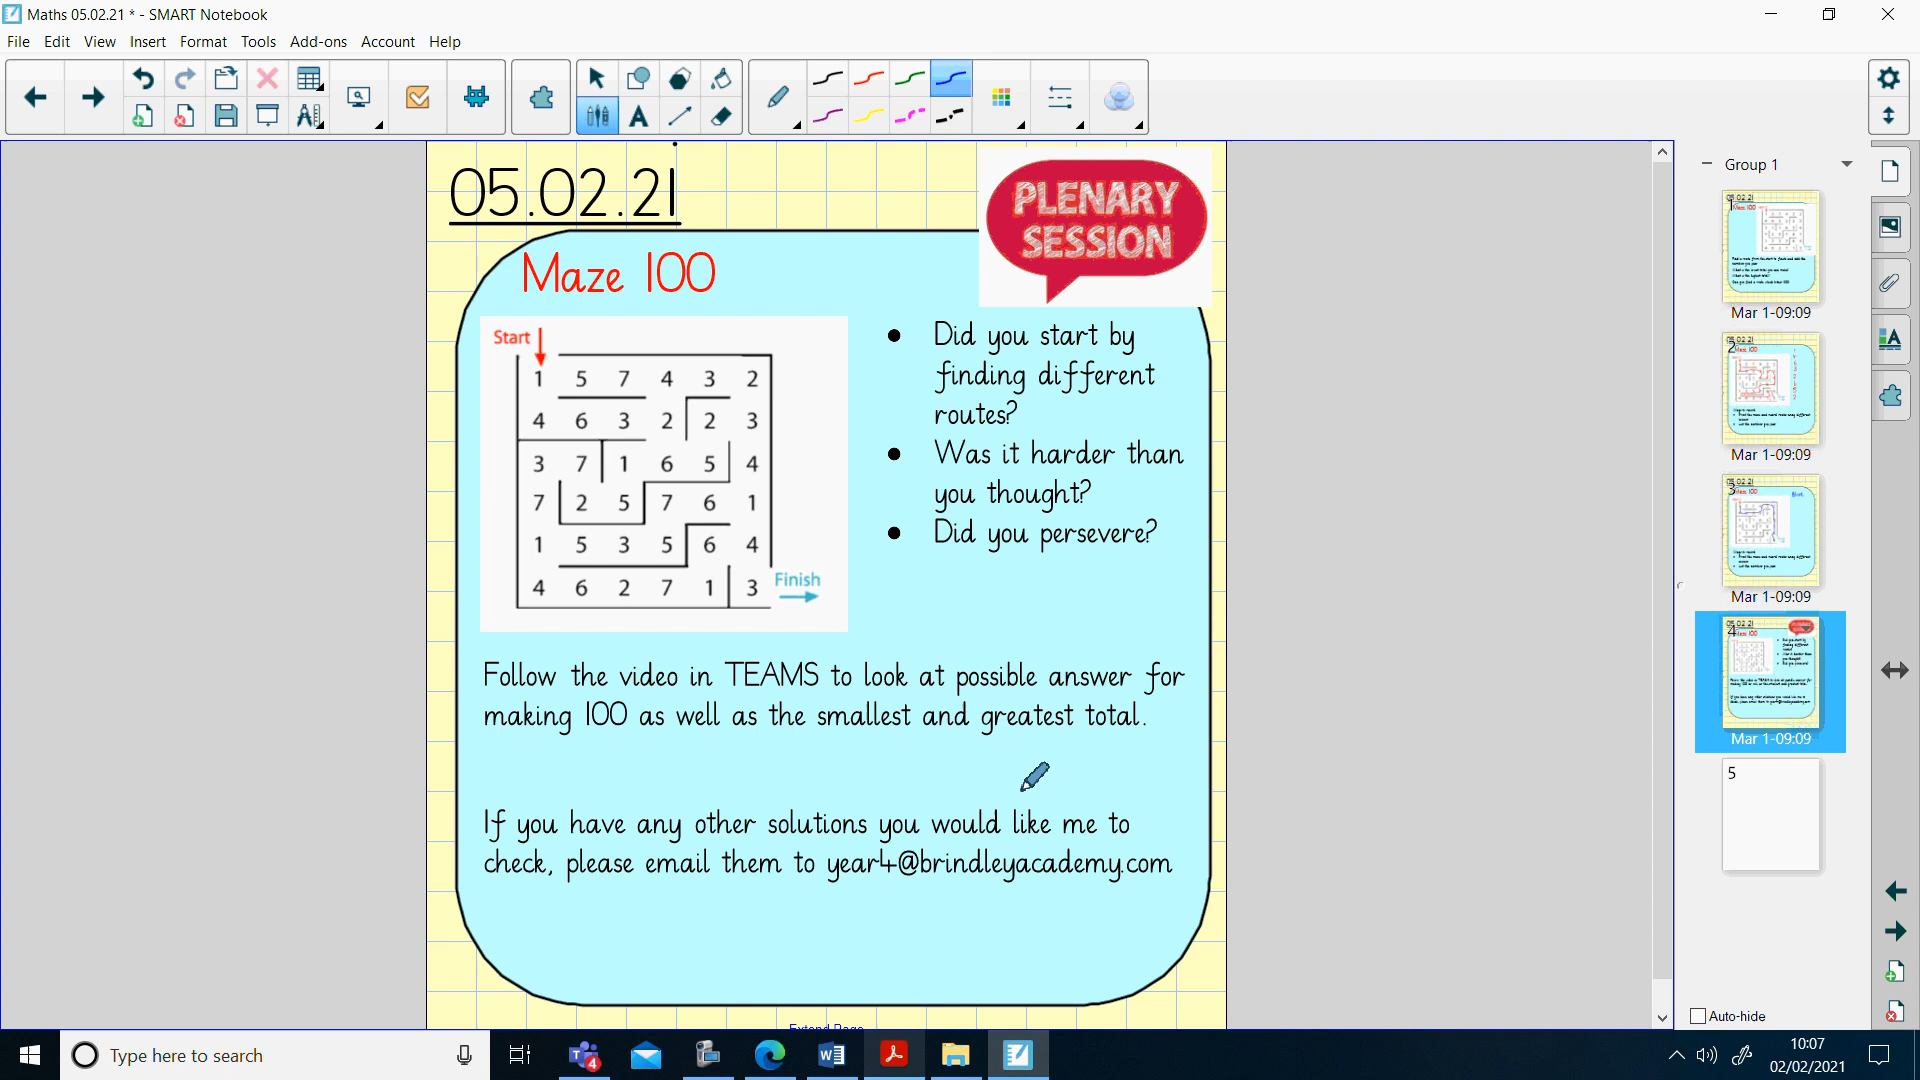 Maths 05.02.21 * - SMART Notebook
File Edit View Insert Format Tools Add-ons Account Help
05.02.21
PLENARY
SESSION
Maze 100
Start
1 5 7 4 3 2
4 6 3 2 2 3
3 7 1 6 5 4
7 2 5 7 6 1
1 5 3 5 6 4
4 6 2 7 1 3
Finish
• Did you start by
finding different
routes?
• Was it harder than
you thought?
• Did you persevere?
Follow the video in TEAMS to look at possible answer for
making 100 as well as the smallest and greatest total.
If you have any other solutions you would like me to
check, please email them to year4@brindleyacademy.com
Extend Page
Group 1
1
Mar 1-09:09
2
Mar 1-09:09
3
Mar 1-09:09
4
Mar 1-09:09
5
Auto-hide
Type here to search
4
10:07
02/02/2021